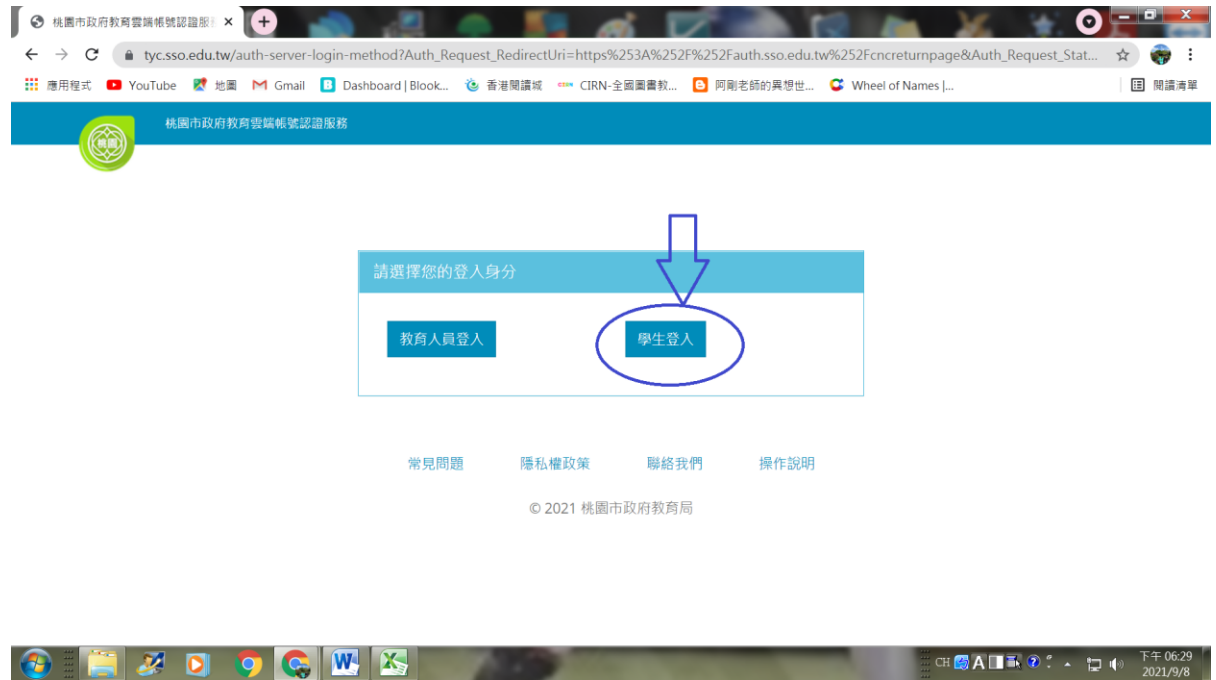 桃園市政府教育雲端帳號認證服
tyc.sso.edu.tw/auth-server-login-method?Auth_Request_RedirectUri=https%253A%252F%252Fauth.sso.edu.tw%252Fcncreturnpage&Auth_Request_Stat...
應用程式 YouTube 地圖 Gmail Dashboard | Blook... 香港閱讀城 CIRN-全國圖書教... 阿剛老師的異想世... Wheel of Names |... 閱讀清單
桃園市政府教育雲端帳號認證服務
桃園
請選擇您的登入身分
教育人員登入 學生登入
常見問題 隱私權政策 聯絡我們 操作說明
© 2021 桃園市政府教育局
CH A 下午 06:29
2021/9/8